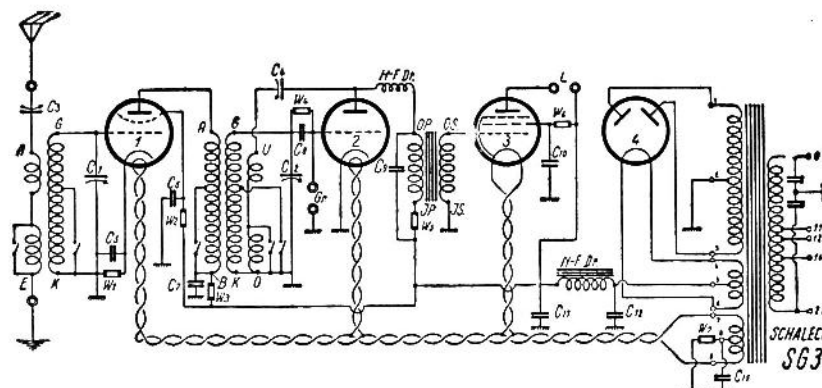 C₃
G
A
C₁
E
K
C₅
W₁
1
C₆
W₂
C₇
W₃
A
B
G
U
K
O
C₄
H-F Dr.
W₄
C₈
C₂
Gr
2
OP
OS
C₉
JP
JS
W₅
3
L
W₆
C₁₀
H-F Dr
C₁₁
C₁₂
4
W₇
SCHALEC
SG3